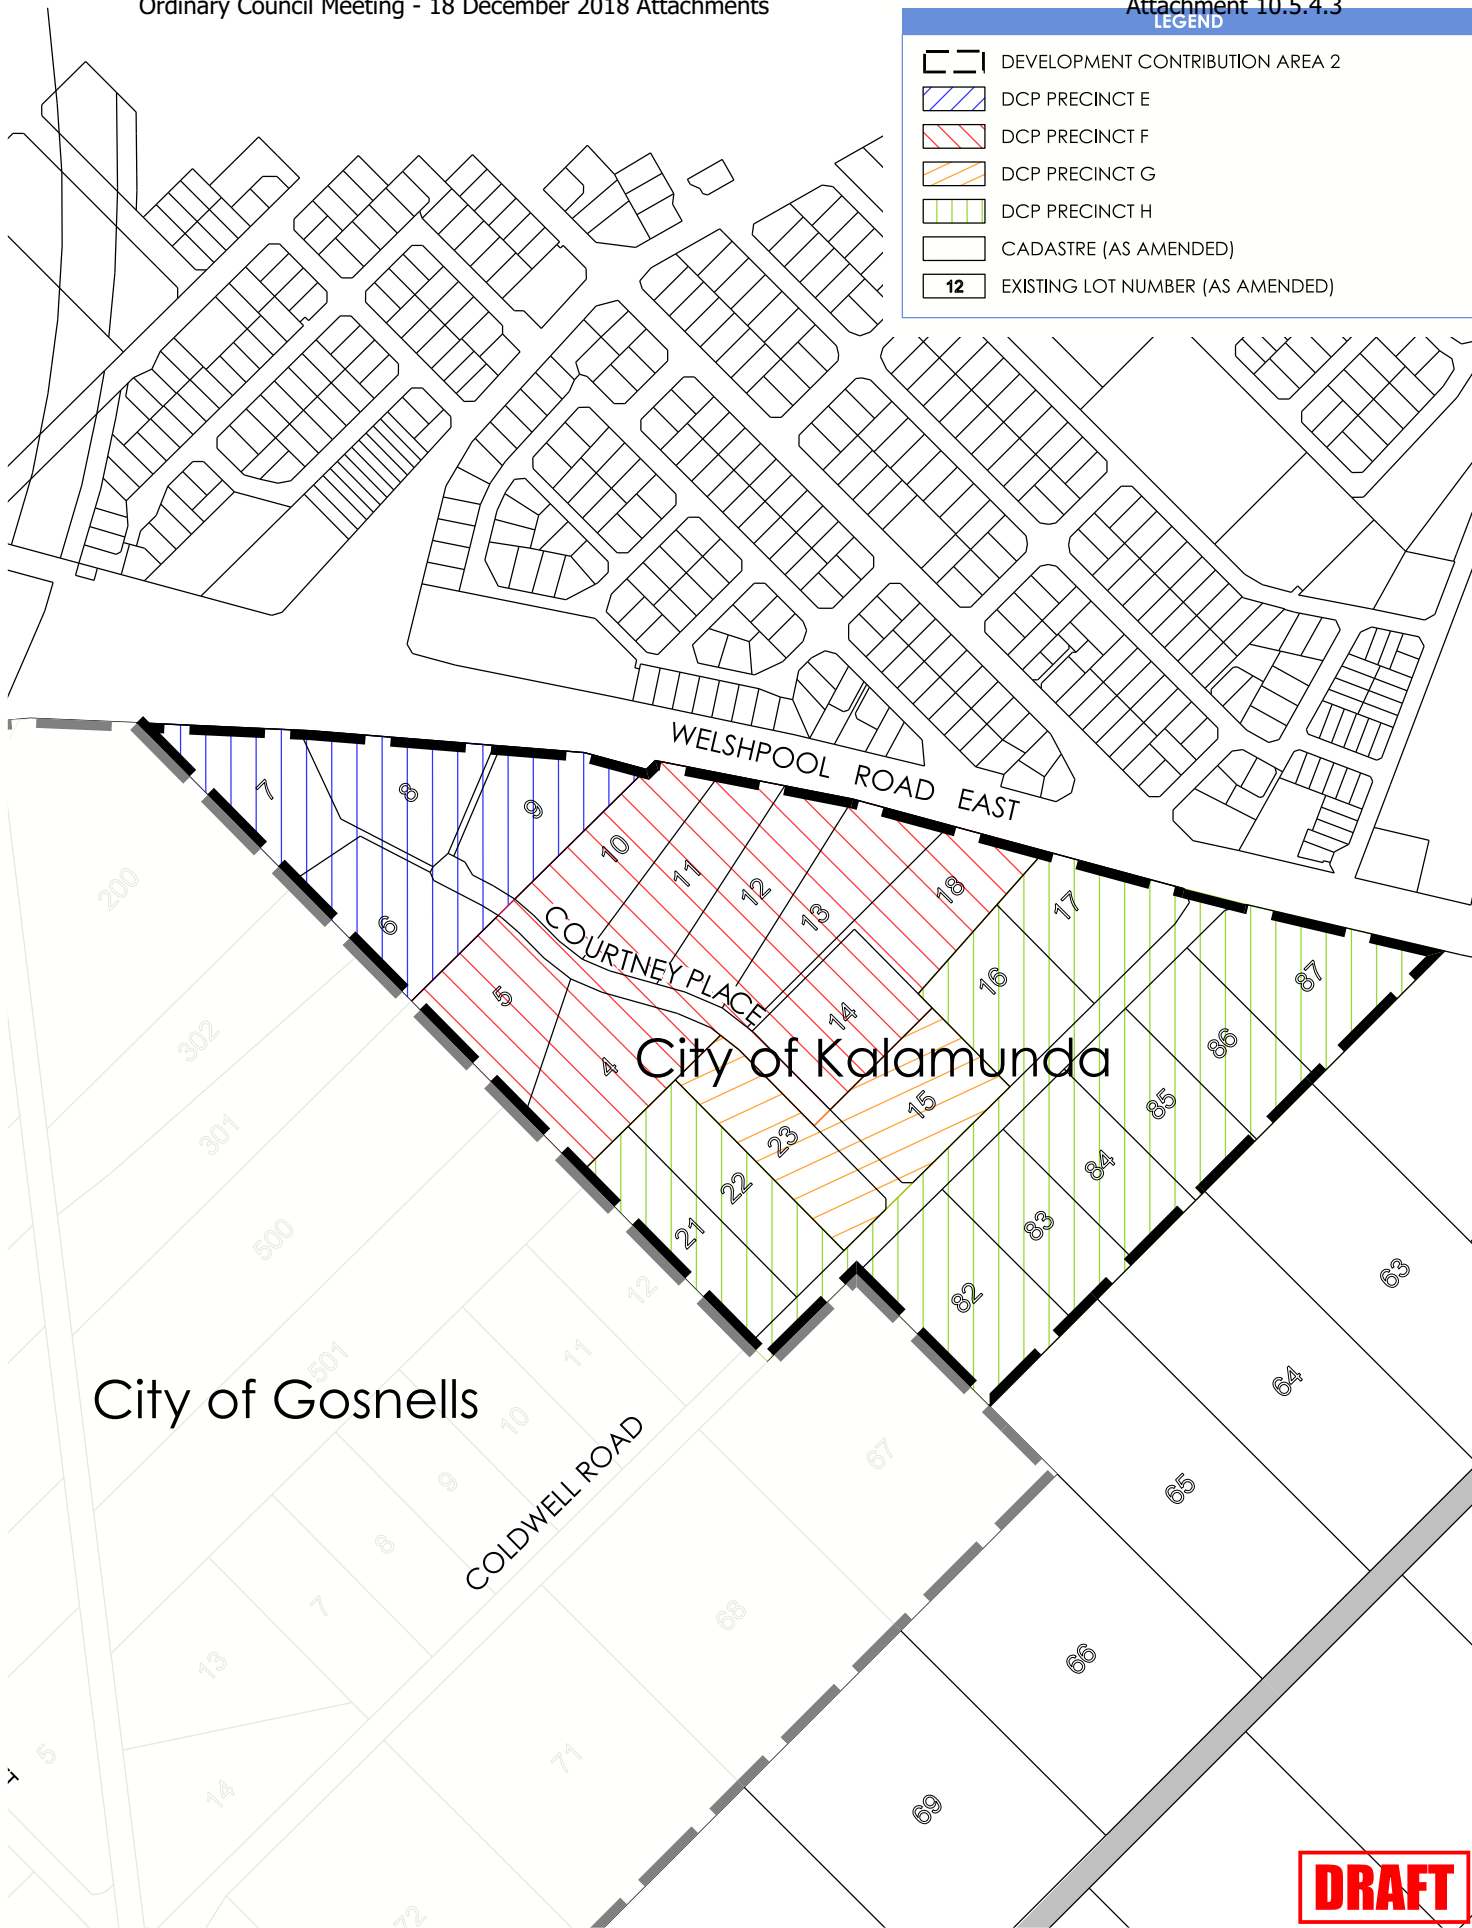 Ordinary Council Meeting - 18 December 2018 Attachments
Attachment 10.5.4.3
LEGEND
DEVELOPMENT CONTRIBUTION AREA 2
DCP PRECINCT E
DCP PRECINCT F
DCP PRECINCT G
DCP PRECINCT H
CADASTRE (AS AMENDED)
12 EXISTING LOT NUMBER (AS AMENDED)
WELSHPOOL ROAD EAST
7
8
9
6
10
11
12
13
18
17
16
14
5
4
COURTNEY PLACE
City of Kalamunda
15
23
22
21
87
86
85
84
83
82
200
302
301
500
501
12
11
10
9
8
7
13
14
5
City of Gosnells
COLDWELL ROAD
67
68
71
72
63
64
65
66
69
DRAFT